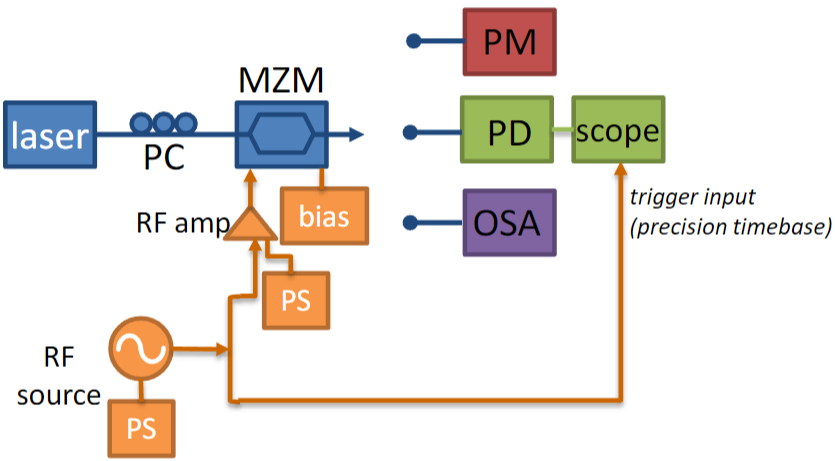 PM
MZM
laser
PC
PD
scope
trigger input
(precision timebase)
RF amp
bias
OSA
PS
RF
source
PS